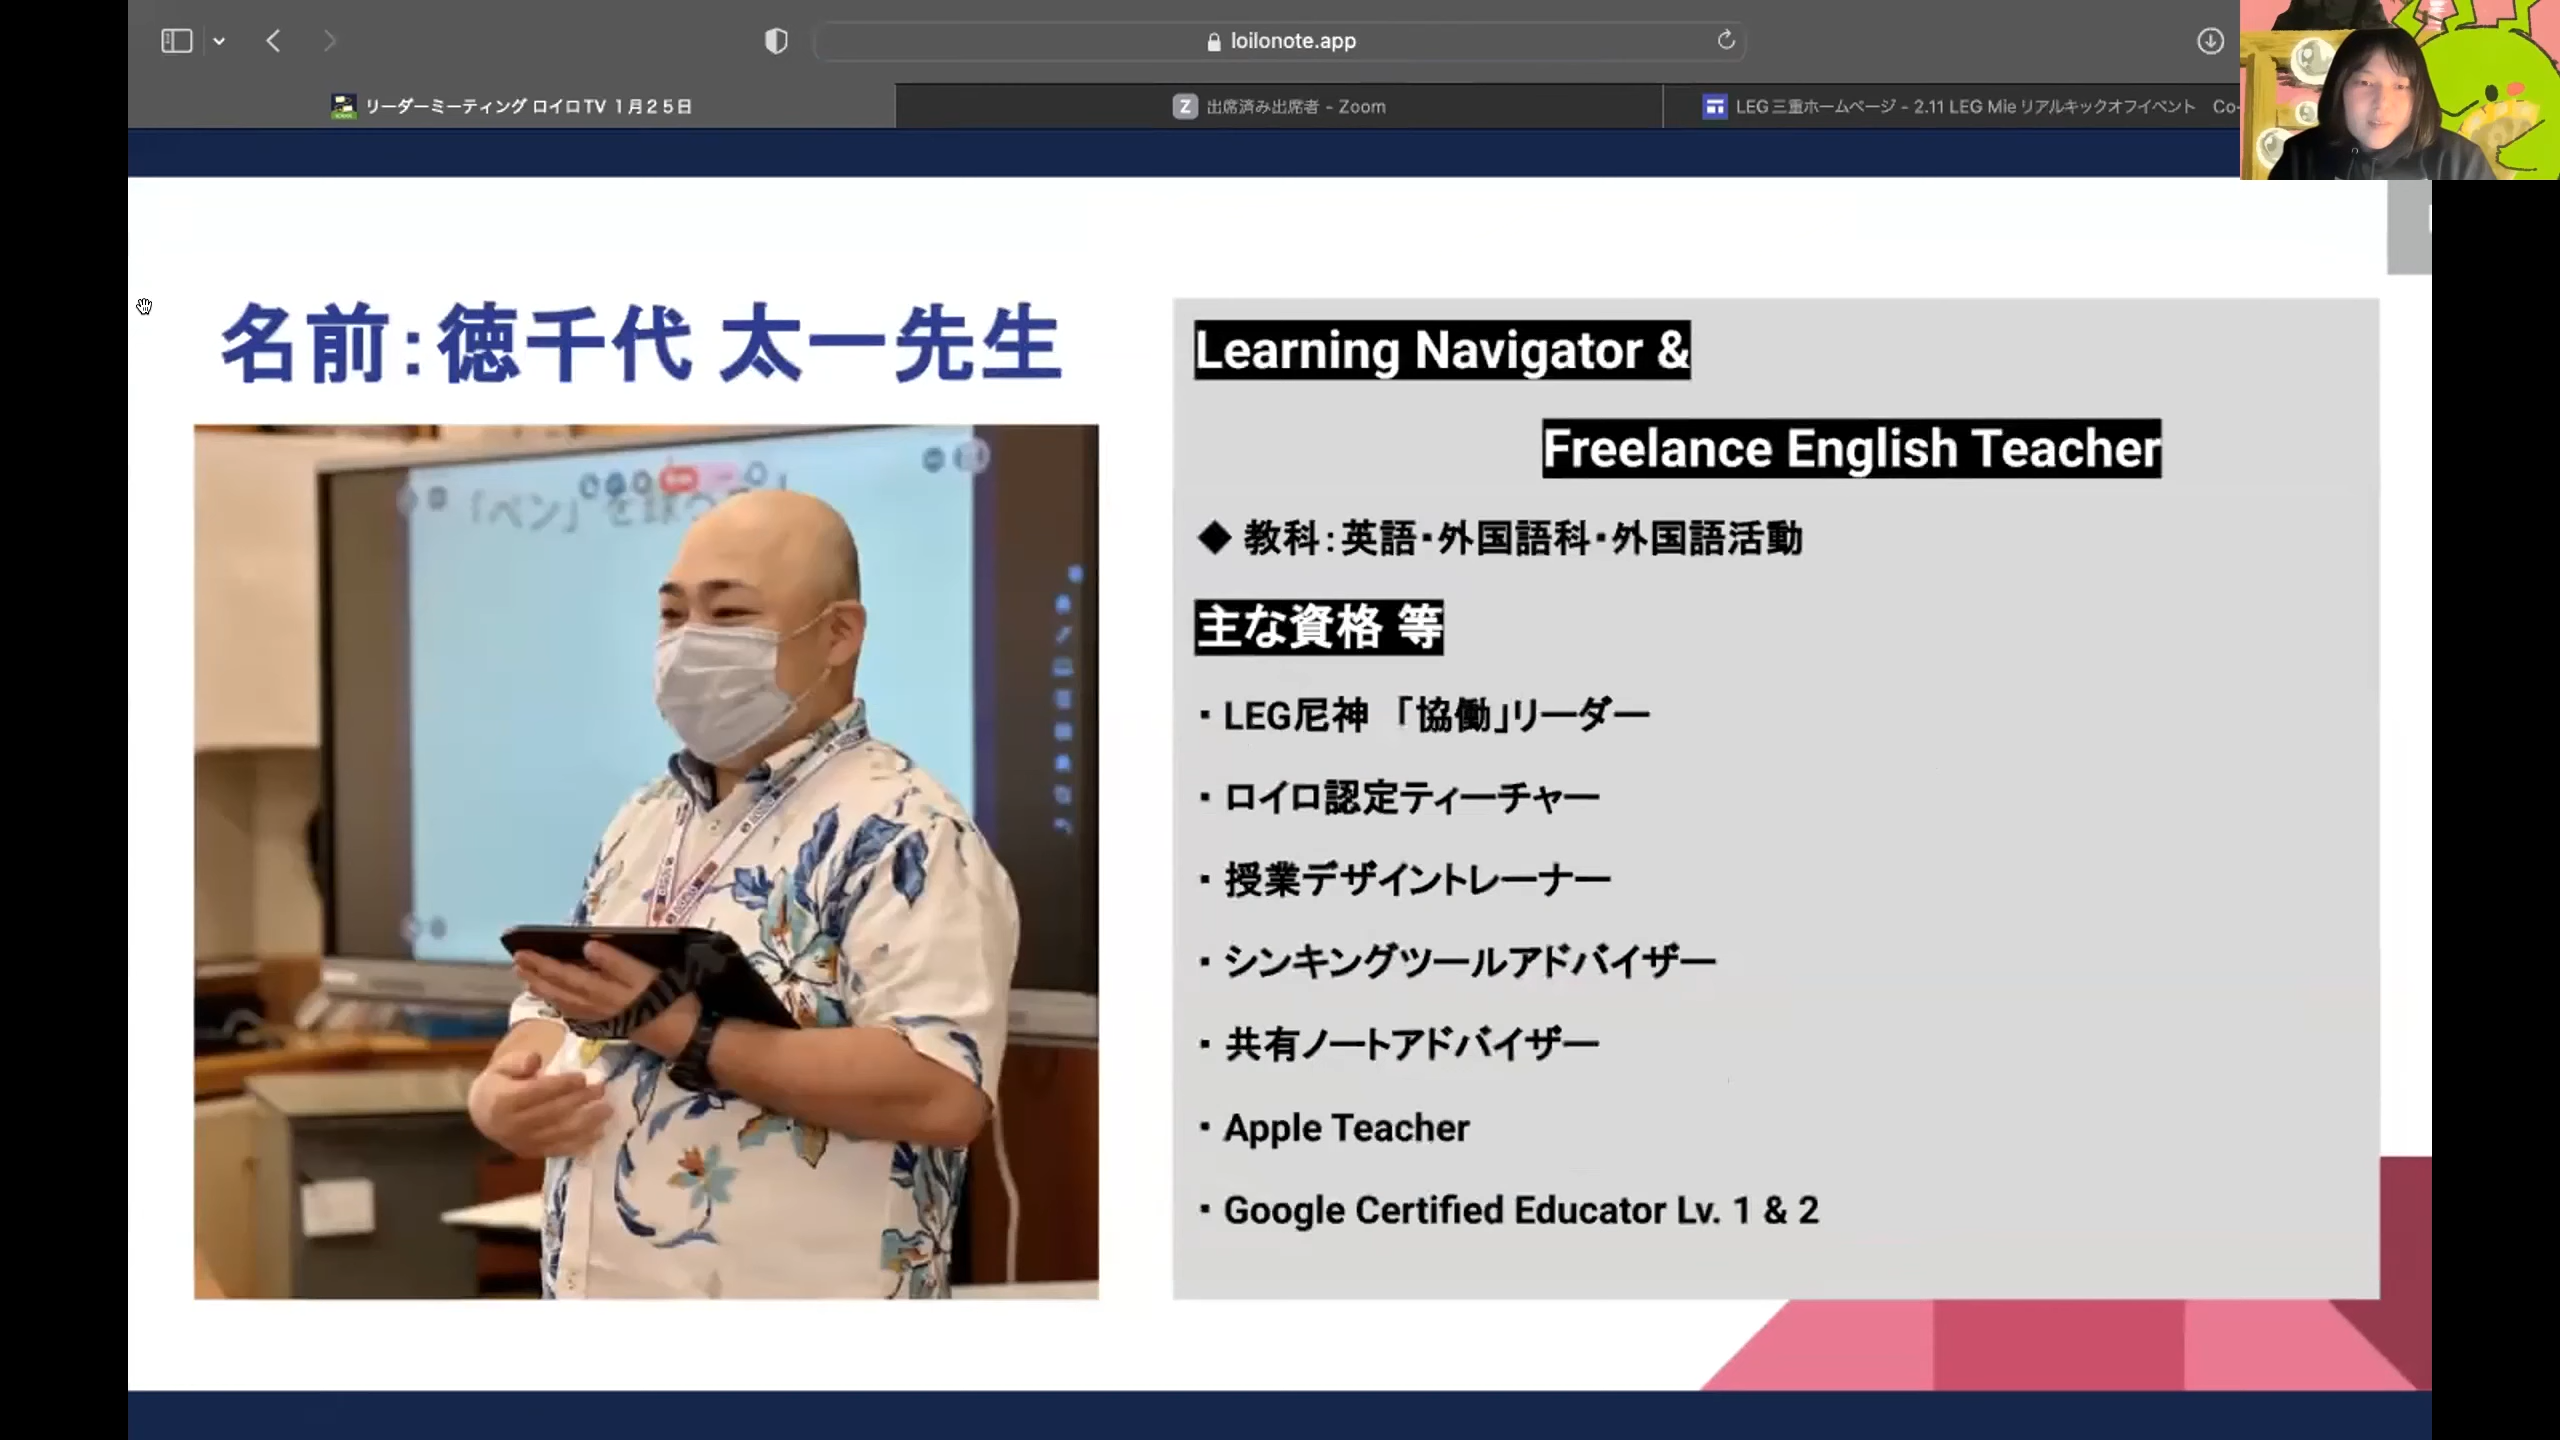 loilonote.app
リーダーミーティング ロイロTV 1月25日
出席済み出席者 - Zoom
LEG 三重ホームページ - 2.11 LEG Mie リアルキックオフイベント Co-
名前：徳千代 太一先生
Learning Navigator &
Freelance English Teacher
◆ 教科：英語・外国語科・外国語活動
主な資格 等
・LEG尼神 「協働」リーダー
・ロイロ認定ティーチャー
・授業デザイントレーナー
・シンキングツールアドバイザー
・共有ノートアドバイザー
・Apple Teacher
・Google Certified Educator Lv. 1 & 2
「ペン」を